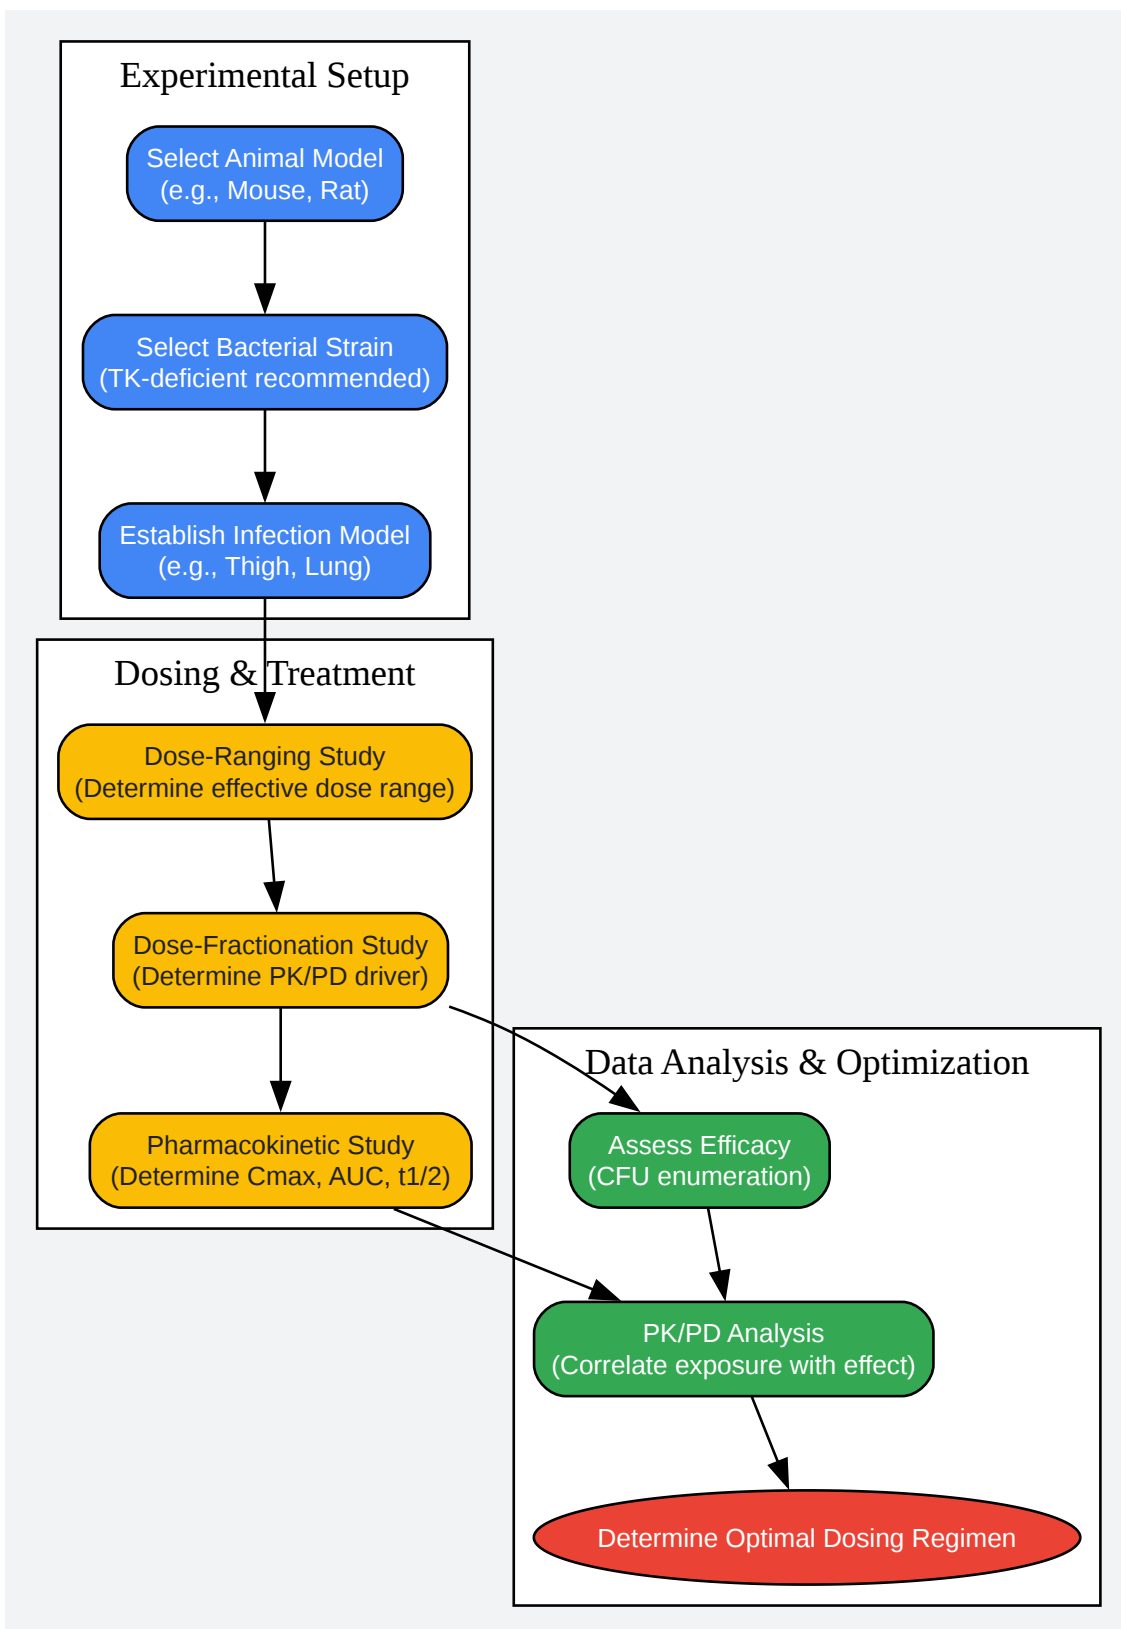 Experimental Setup
Select Animal Model
(e.g., Mouse, Rat)
Select Bacterial Strain
(TK-deficient recommended)
Establish Infection Model
(e.g., Thigh, Lung)
Dosing & Treatment
Dose-Ranging Study
(Determine effective dose range)
Dose-Fractionation Study
(Determine PK/PD driver)
Pharmacokinetic Study
(Determine Cmax, AUC, t1/2)
Data Analysis & Optimization
Assess Efficacy
(CFU enumeration)
PK/PD Analysis
(Correlate exposure with effect)
Determine Optimal Dosing Regimen